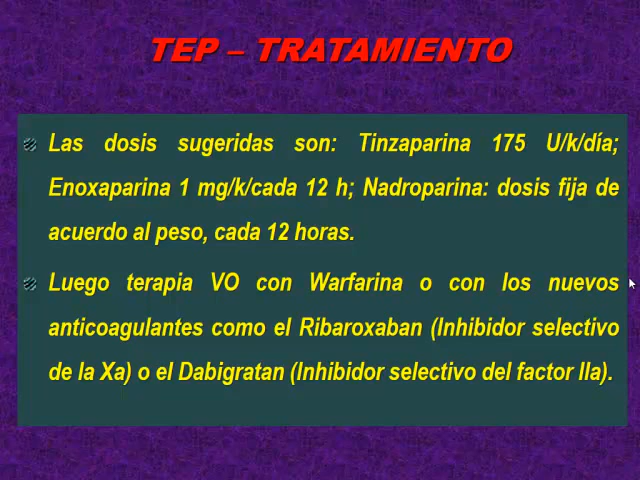 TEP – TRATAMIENTO
Las dosis sugeridas son: Tinzaparina 175 U/k/día;
Enoxaparina 1 mg/k/cada 12 h; Nadroparina: dosis fija de
acuerdo al peso, cada 12 horas.
Luego terapia VO con Warfarina o con los nuevos
anticoagulantes como el Ribaroxaban (Inhibidor selectivo
de la Xa) o el Dabigratan (Inhibidor selectivo del factor IIa).